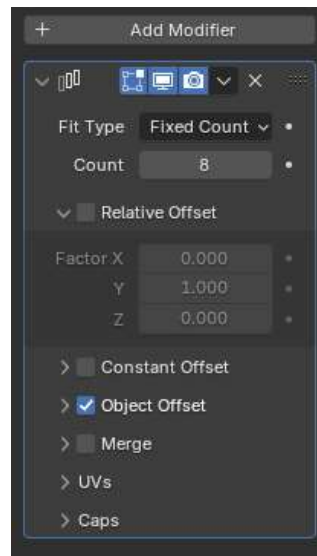 + Add Modifier
Fit Type Fixed Count
Count 8
Relative Offset
Factor X 0.000
Y 1.000
Z 0.000
Constant Offset
Object Offset
Merge
UVs
Caps